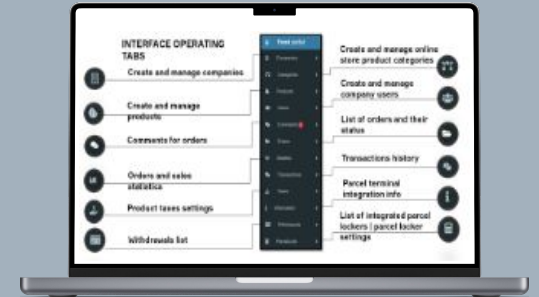 INTERFACE OPERATING
TABS
Create and manage companies
Create and manage
products
Comments for orders
Orders and sales
statistics
Product taxes settings
Withdrawals list
Create and manage online
store product categories
Create and manage
company users
List of orders and their
status
Transactions history
Parcel terminal
integration info
List of integrated parcel
lockers | parcel locker
settings